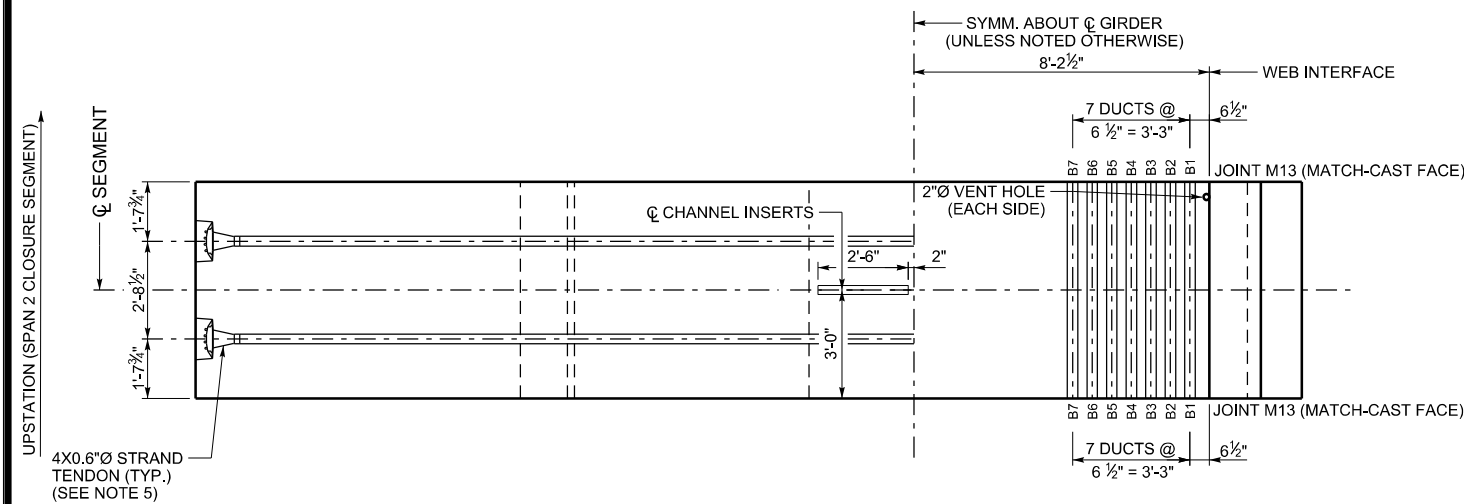 SYMM. ABOUT ℄ GIRDER
(UNLESS NOTED OTHERWISE)
8'-2½"
WEB INTERFACE
7 DUCTS @
6 ½" = 3'-3"
6½"
B7
B6
B5
B4
B3
B2
B1
JOINT M13 (MATCH-CAST FACE)
UPSTATION (SPAN 2 CLOSURE SEGMENT)
℄ SEGMENT
1'-7¾"
2'-8½"
1'-7¾"
2"Ø VENT HOLE
(EACH SIDE)
℄ CHANNEL INSERTS
2'-6"
2"
3'-0"
B7
B6
B5
B4
B3
B2
B1
JOINT M13 (MATCH-CAST FACE)
7 DUCTS @
6 ½" = 3'-3"
6½"
4X0.6"Ø STRAND
TENDON (TYP.)
(SEE NOTE 5)